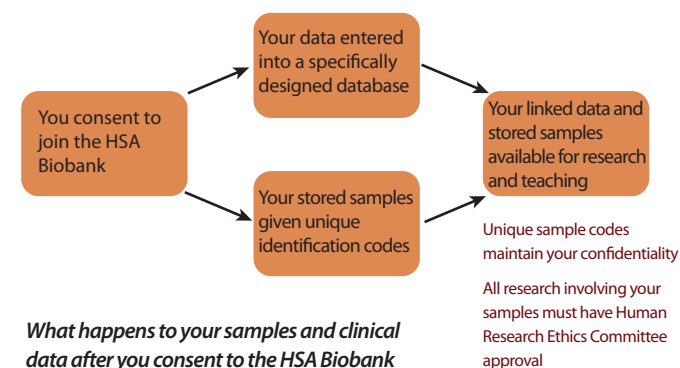 Your data entered
into a specifically
designed database
You consent to
join the HSA
Biobank
Your linked data and
stored samples
available for research
and teaching
Your stored samples
given unique
identification codes
Unique sample codes
maintain your confidentiality
All research involving your
samples must have Human
Research Ethics Committee
approval
What happens to your samples and clinical
data after you consent to the HSA Biobank